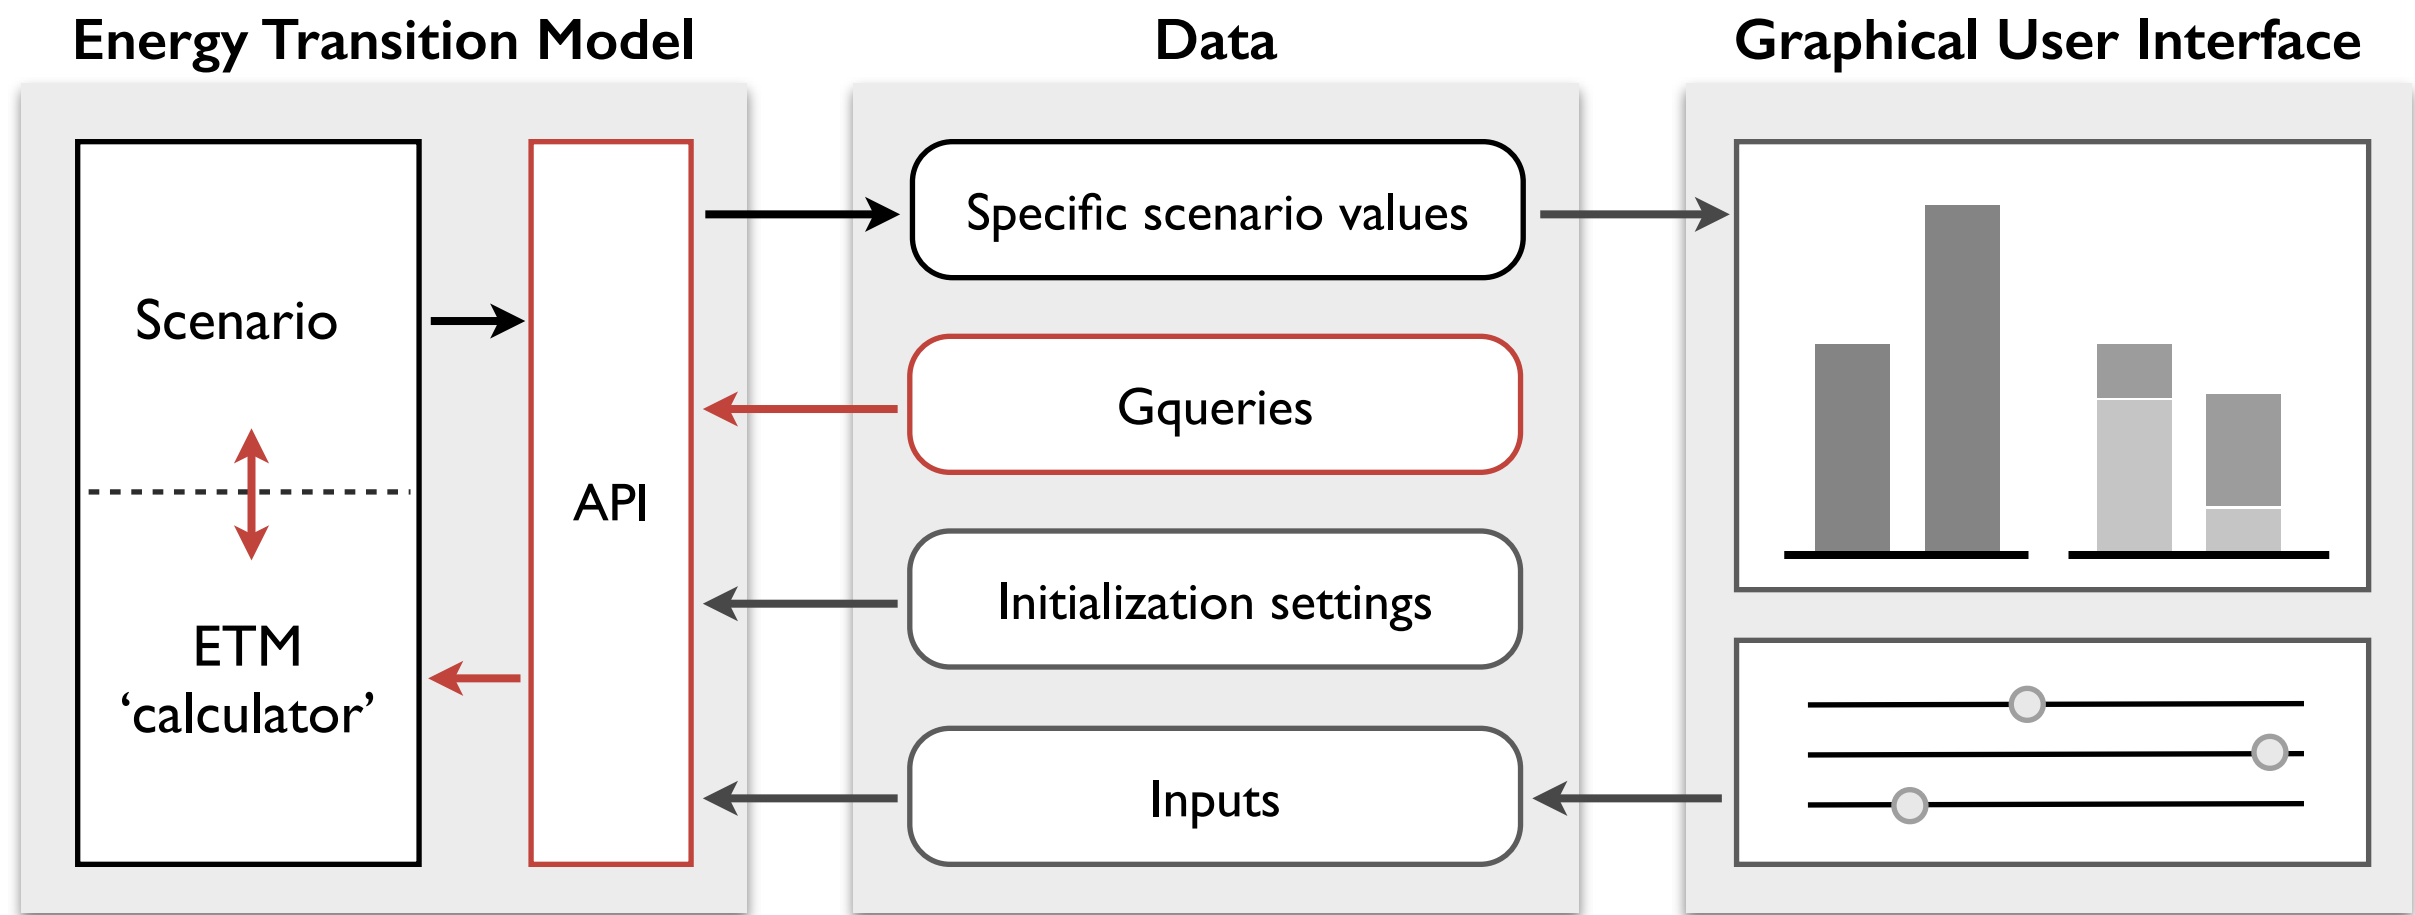 Energy Transition Model
Data
Graphical User Interface
Scenario
ETM
‘calculator’
API
Specific scenario values
Gqueries
Initialization settings
Inputs